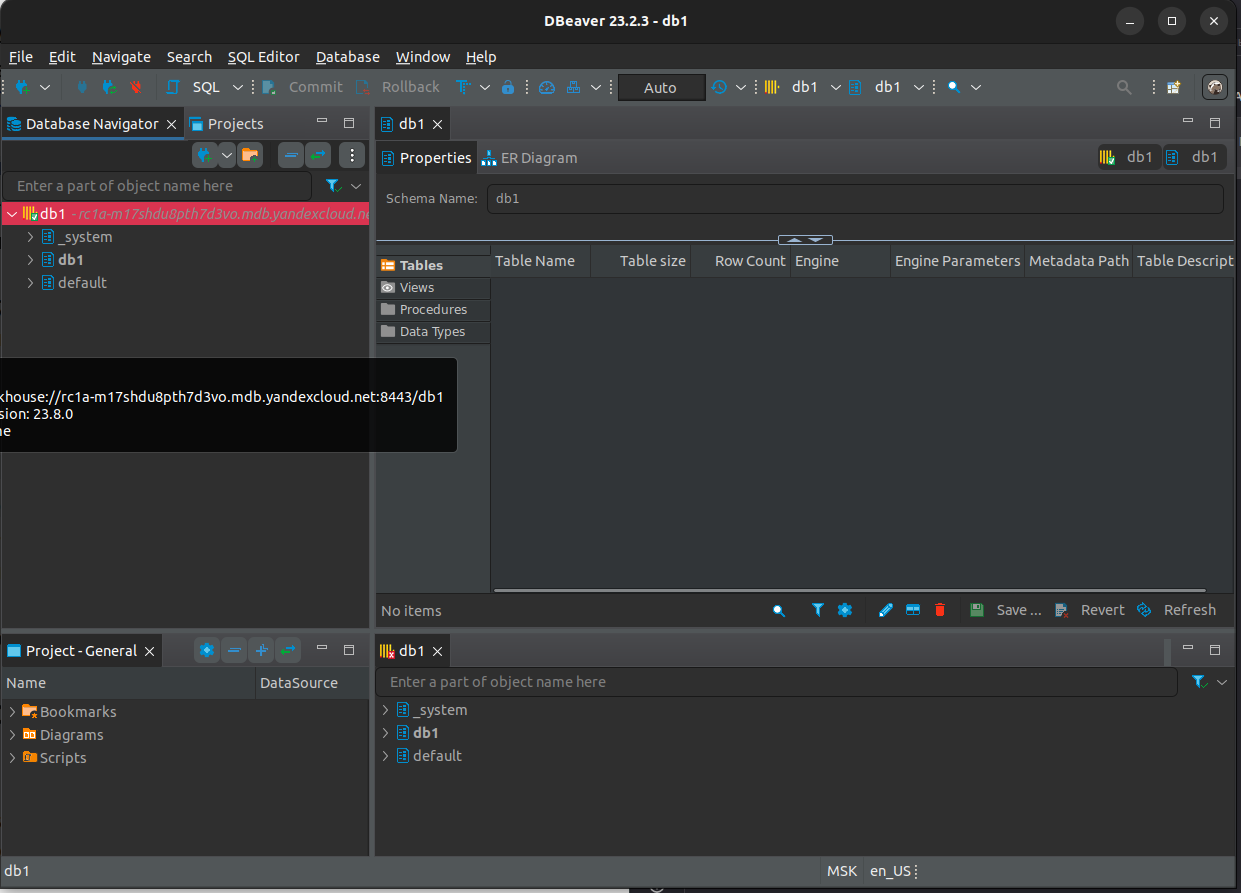 DBeaver 23.2.3 - db1
File Edit Navigate Search SQL Editor Database Window Help
SQL Commit Rollback Auto db1 db1
Database Navigator Projects
Enter a part of object name here
db1 - rc1a-m17shdu8pth7d3vo.mdb.yandexcloud.ne
_system
db1
default
khouse://rc1a-m17shdu8pth7d3vo.mdb.yandexcloud.net:8443/db1
sion: 23.8.0
ne
db1
Properties ER Diagram db1 db1
Schema Name: db1
Tables
Views
Procedures
Data Types
Table Name Table size Row Count Engine Engine Parameters Metadata Path Table Descript
No items Save ... Revert Refresh
Project - General
Name DataSource
Bookmarks
Diagrams
Scripts
db1
Enter a part of object name here
_system
db1
default
db1 MSK en_US